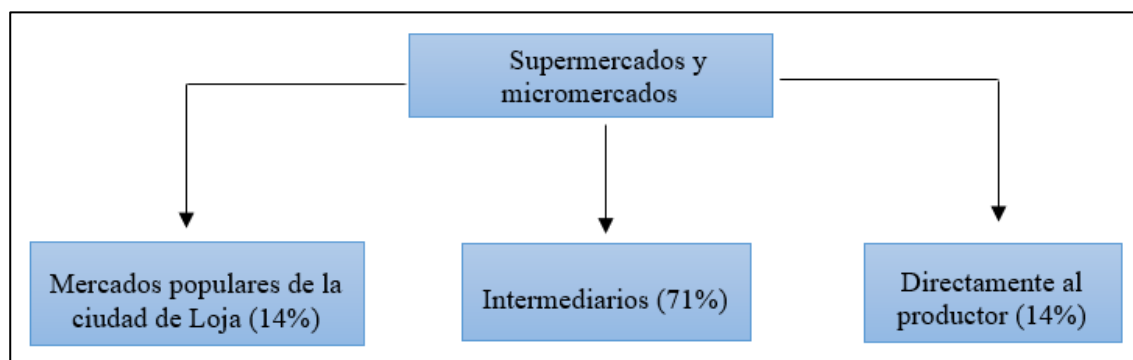 Supermercados y
micromercados
Mercados populares de la
ciudad de Loja (14%)
Intermediarios (71%)
Directamente al
productor (14%)